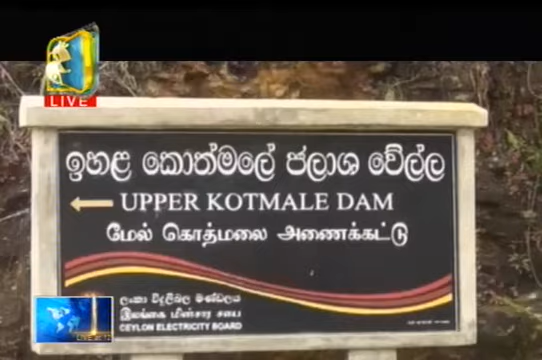 LIVE
ඉහළ කොත්මලේ ජලාශ වේල්ල
UPPER KOTMALE DAM
மேல் கொத்மலை அணைக்கட்டு
ලංකා විදුලිබල මණ්ඩලය
இலங்கை மின்சார சபை
CEYLON ELECTRICITY BOARD